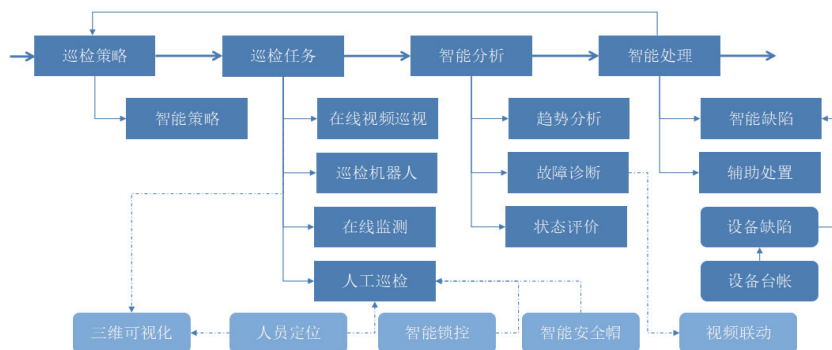 巡检策略
巡检任务
智能分析
智能处理
智能策略
在线视频巡视
趋势分析
智能缺陷
巡检机器人
故障诊断
辅助处置
在线监测
状态评价
设备缺陷
人工巡检
设备台帐
三维可视化
人员定位
智能锁控
智能安全帽
视频联动